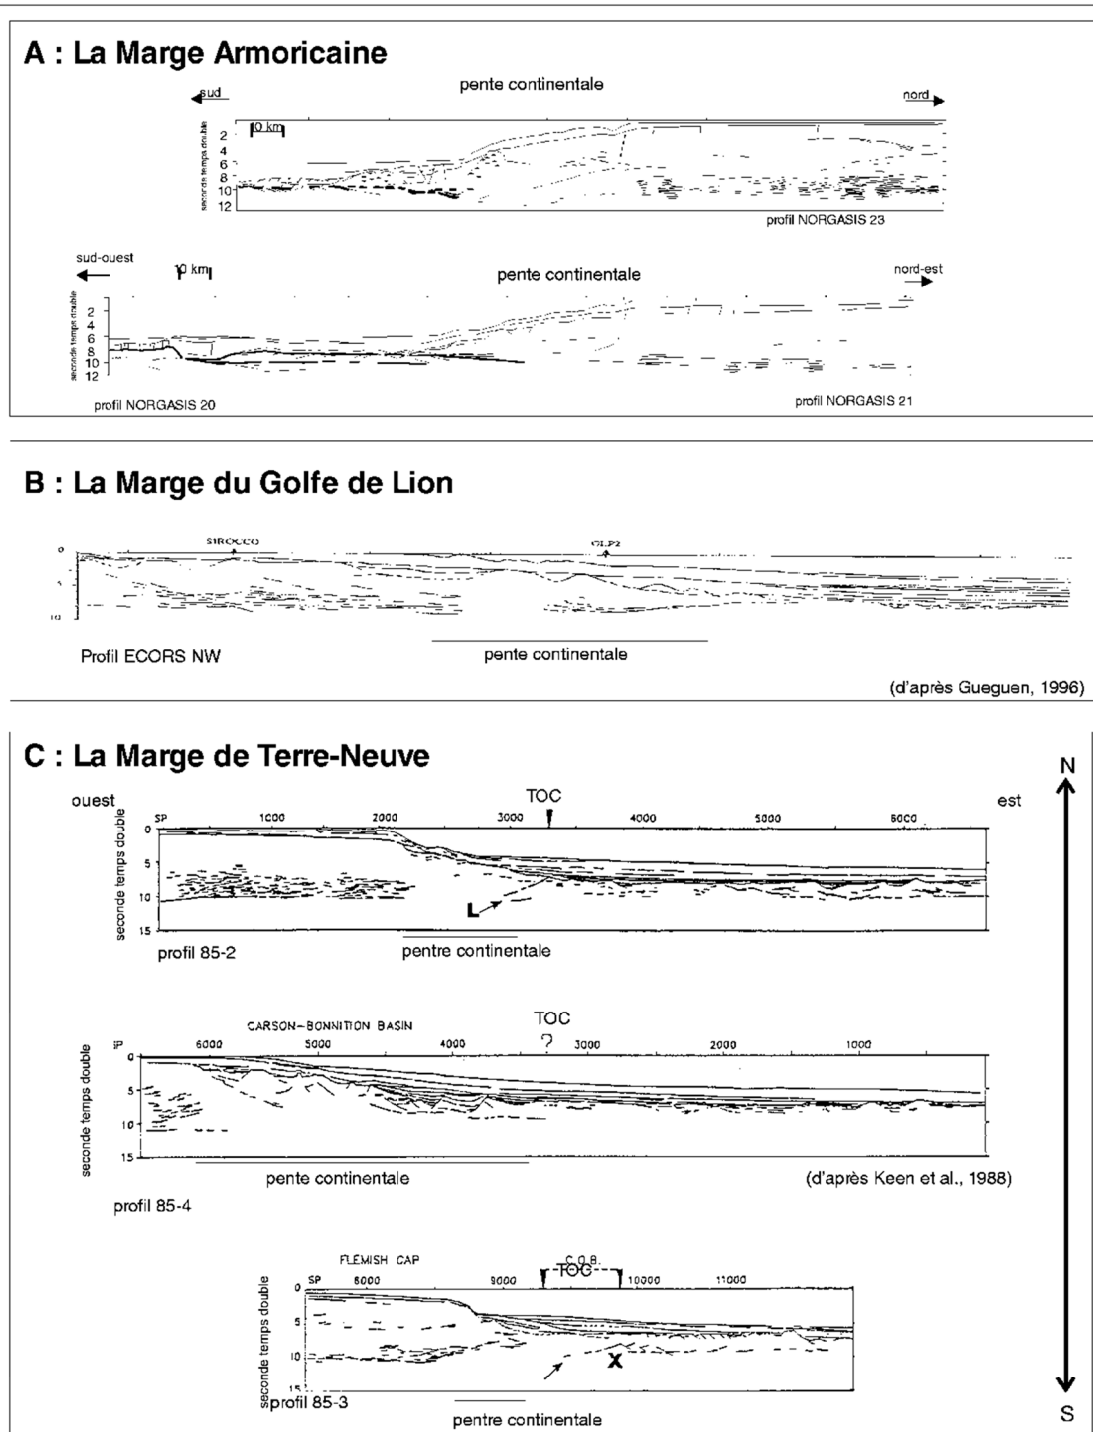 A : La Marge Armoricaine
pente continentale
sud
nord
10 km
seconde temps double
2
4
6
8
10
12
profil NORGASIS 23
sud-ouest
10 km
pente continentale
nord-est
seconde temps double
2
4
6
8
10
12
profil NORGASIS 20
profil NORGASIS 21
B : La Marge du Golfe de Lion
SIROCCO
GLP2
0
5
10
Profil ECORS NW
pente continentale
(d'après Gueguen, 1996)
C : La Marge de Terre-Neuve
N
ouest
TOC
est
SP 1000 2000 3000 4000 5000 6000
seconde temps double
0
5
10
15
L
profil 85-2
pentre continentale
CARSON-BONNITION BASIN
TOC
?
SP 6000 5000 4000 3000 2000 1000
seconde temps double
0
5
10
15
pente continentale
(d'après Keen et al., 1988)
profil 85-4
FLEMISH CAP
C.O.B.
TOC
SP 8000 9000 10000 11000
seconde temps double
0
5
10
15
X
profil 85-3
pentre continentale
S